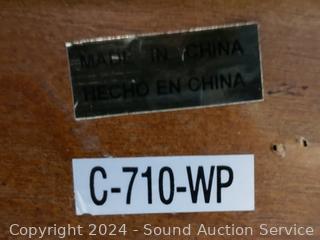 MADE IN CHINA
HECHO EN CHINA
C-710-WP
Copyright 2024 - Sound Auction Service